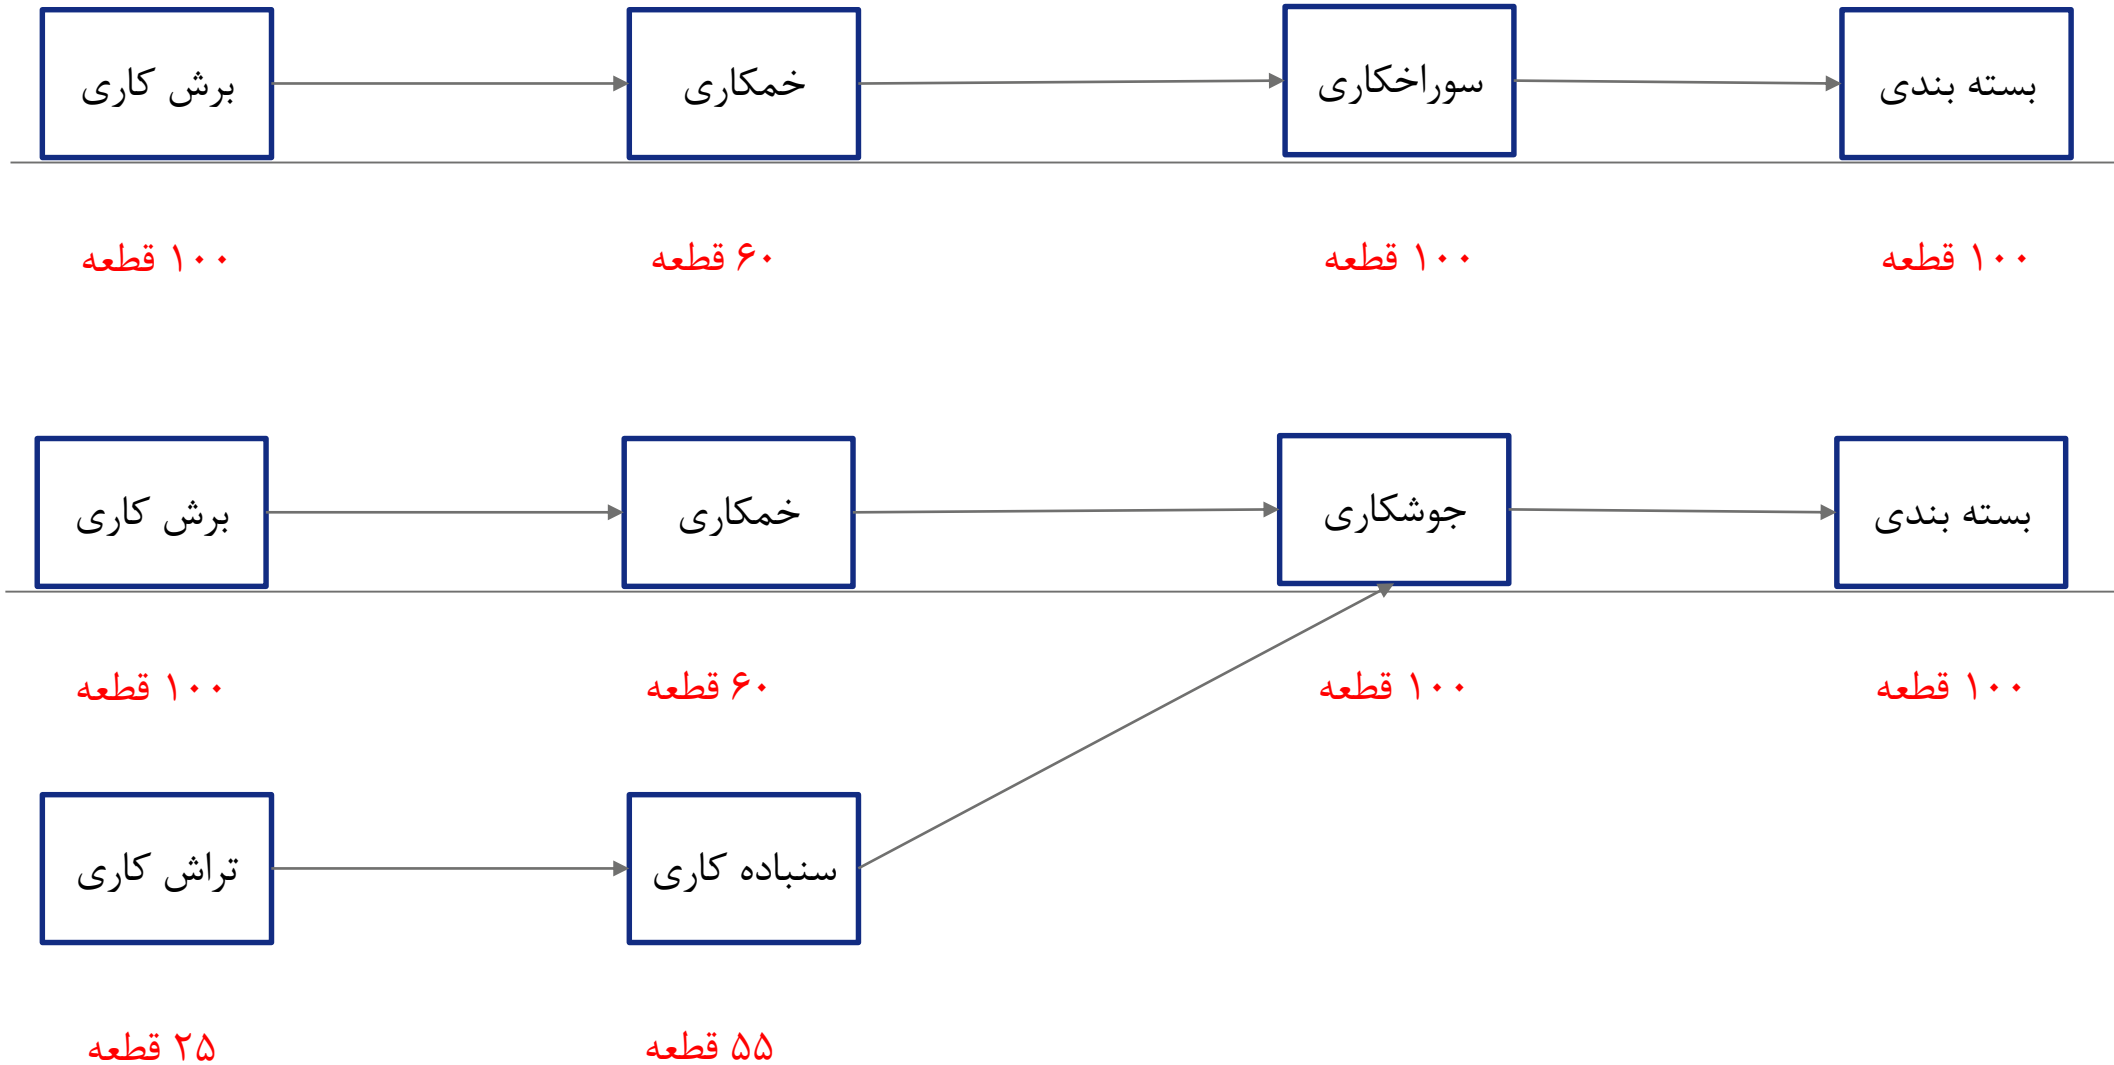 برش کاری
خمکاری
سوراخکاری
بسته بندی
۱۰۰ قطعه
۶۰ قطعه
۱۰۰ قطعه
۱۰۰ قطعه
برش کاری
خمکاری
جوشکاری
بسته بندی
۱۰۰ قطعه
۶۰ قطعه
۱۰۰ قطعه
۱۰۰ قطعه
تراش کاری
سنباده کاری
۲۵ قطعه
۵۵ قطعه